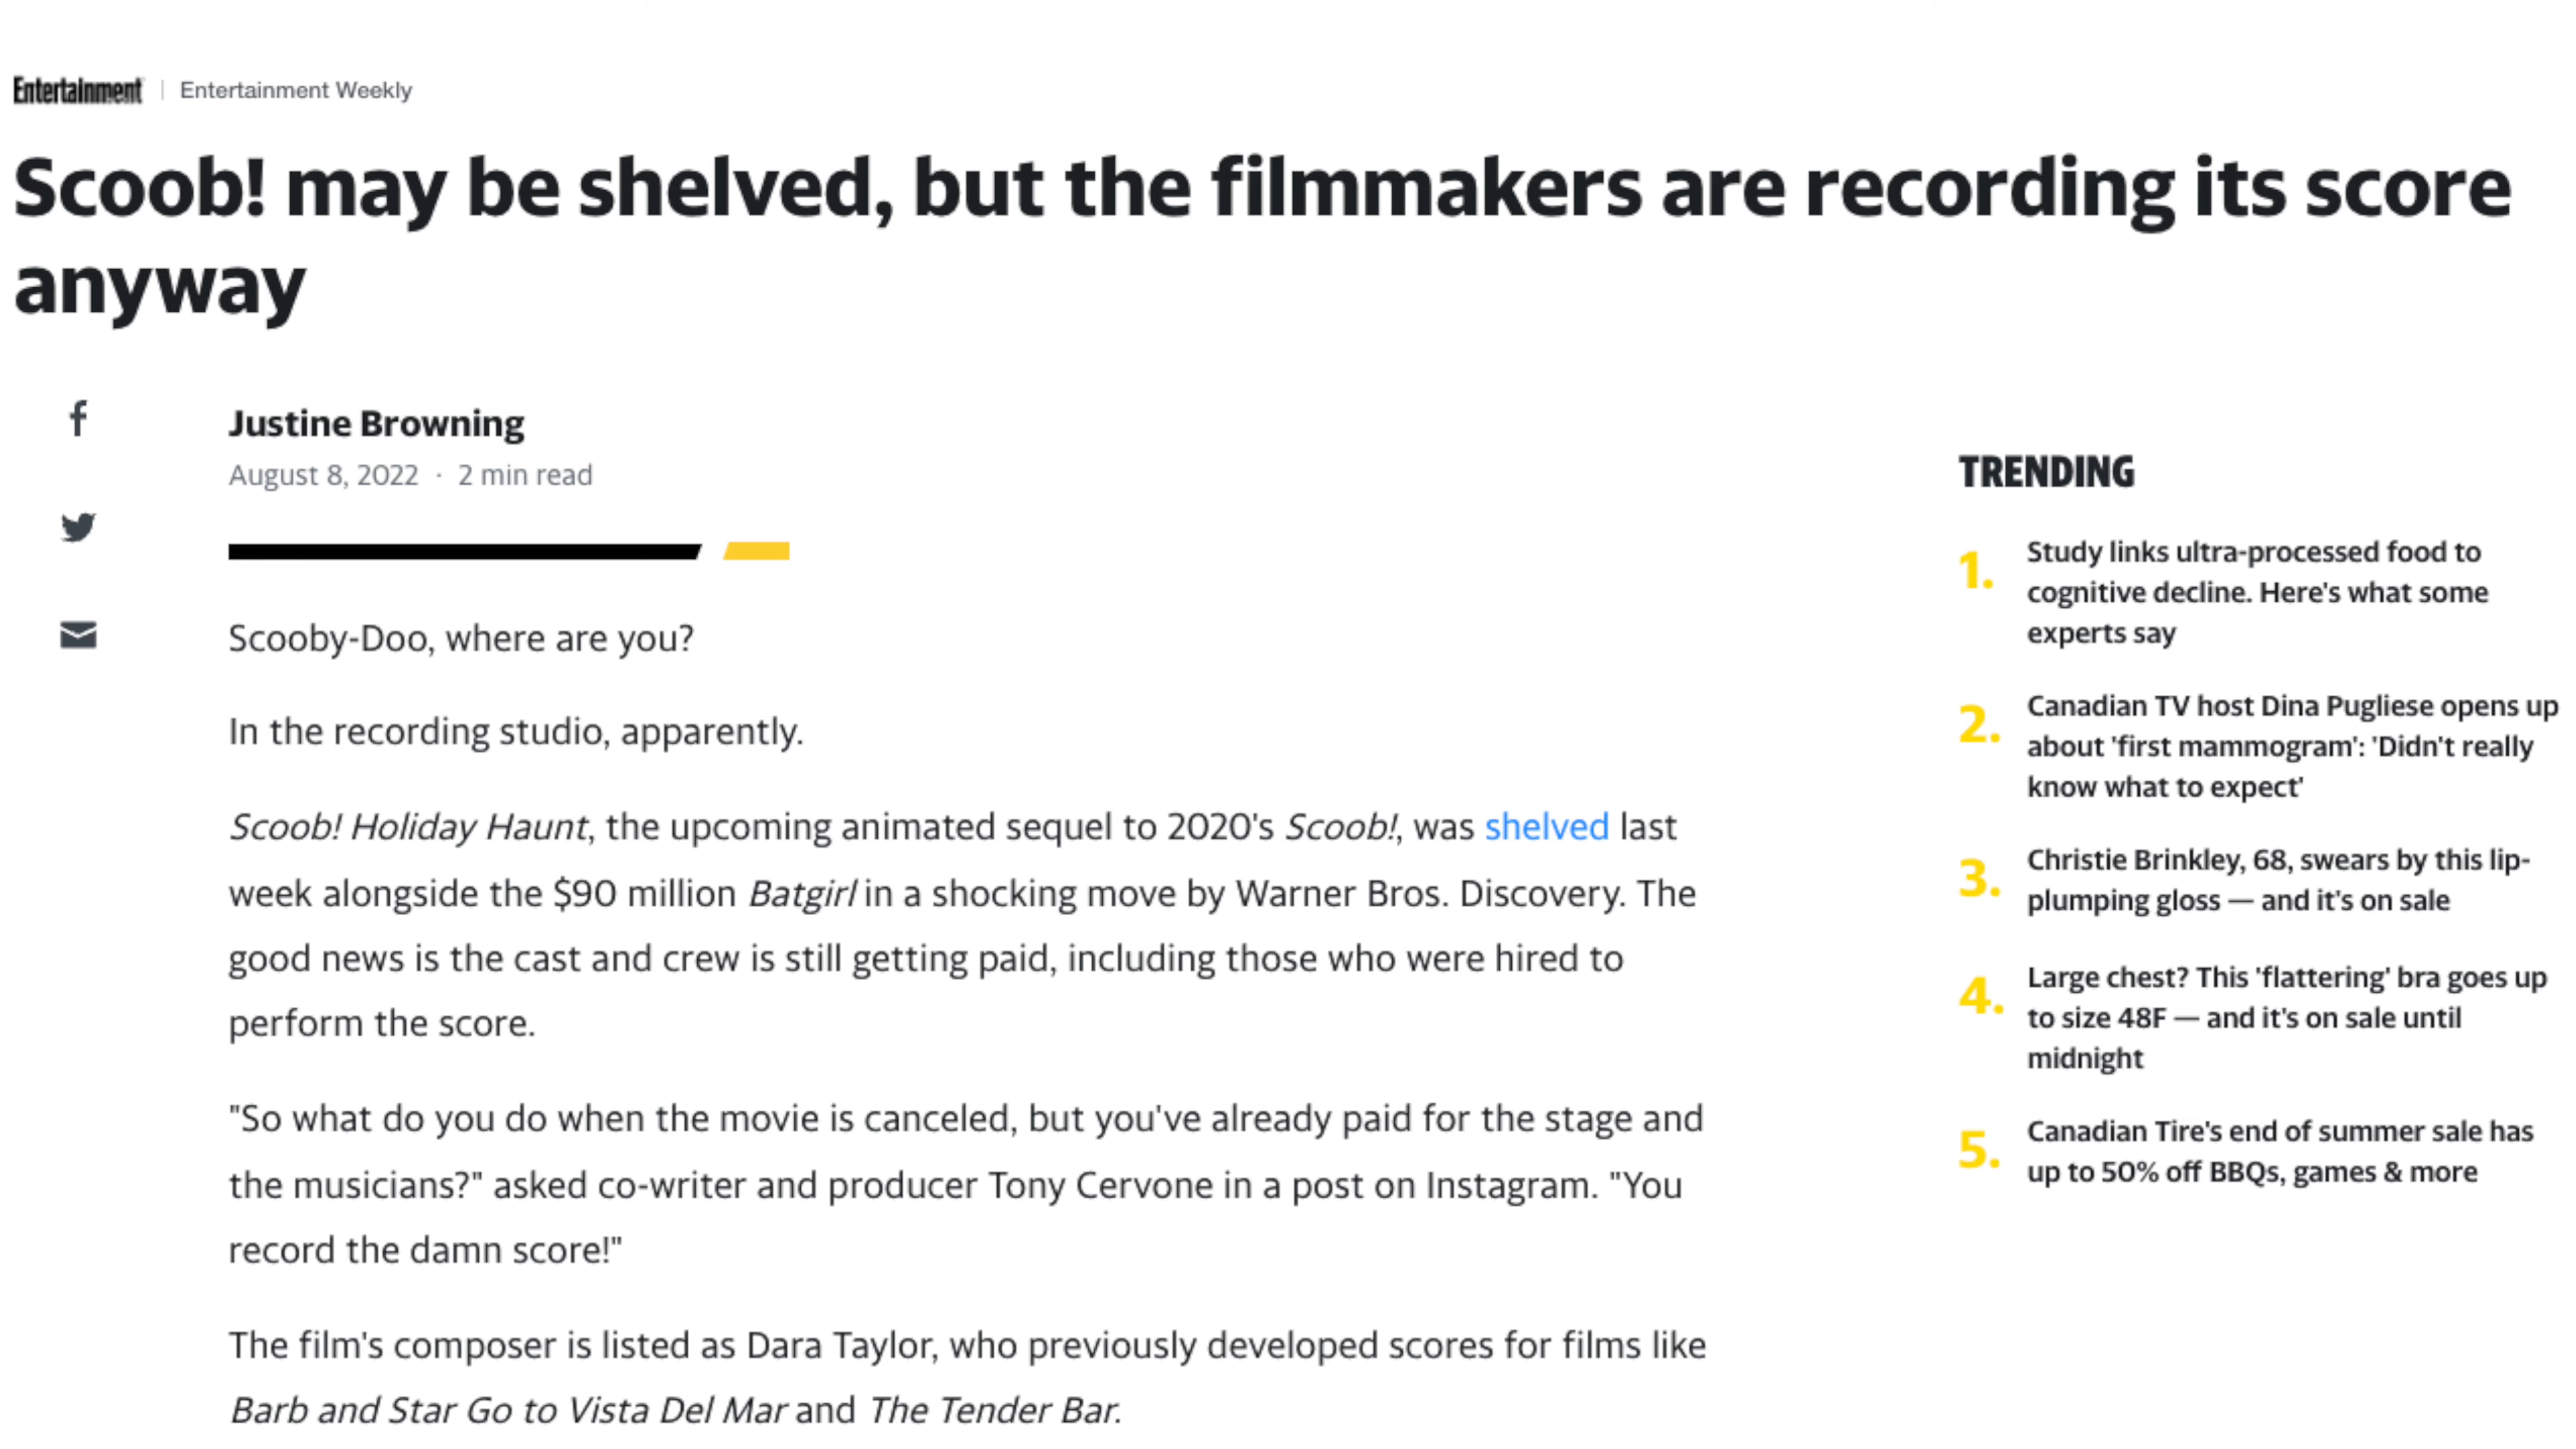 Entertainment | Entertainment Weekly
Scoob! may be shelved, but the filmmakers are recording its score
anyway
Justine Browning
August 8, 2022 · 2 min read
Scooby-Doo, where are you?
In the recording studio, apparently.
Scoob! Holiday Haunt, the upcoming animated sequel to 2020's Scoob!, was shelved last
week alongside the $90 million Batgirl in a shocking move by Warner Bros. Discovery. The
good news is the cast and crew is still getting paid, including those who were hired to
perform the score.
"So what do you do when the movie is canceled, but you've already paid for the stage and
the musicians?" asked co-writer and producer Tony Cervone in a post on Instagram. "You
record the damn score!"
The film's composer is listed as Dara Taylor, who previously developed scores for films like
Barb and Star Go to Vista Del Mar and The Tender Bar.
TRENDING
1. Study links ultra-processed food to
cognitive decline. Here's what some
experts say
2. Canadian TV host Dina Pugliese opens up
about 'first mammogram': 'Didn't really
know what to expect'
3. Christie Brinkley, 68, swears by this lip-
plumping gloss — and it's on sale
4. Large chest? This 'flattering' bra goes up
to size 48F — and it's on sale until
midnight
5. Canadian Tire's end of summer sale has
up to 50% off BBQs, games & more